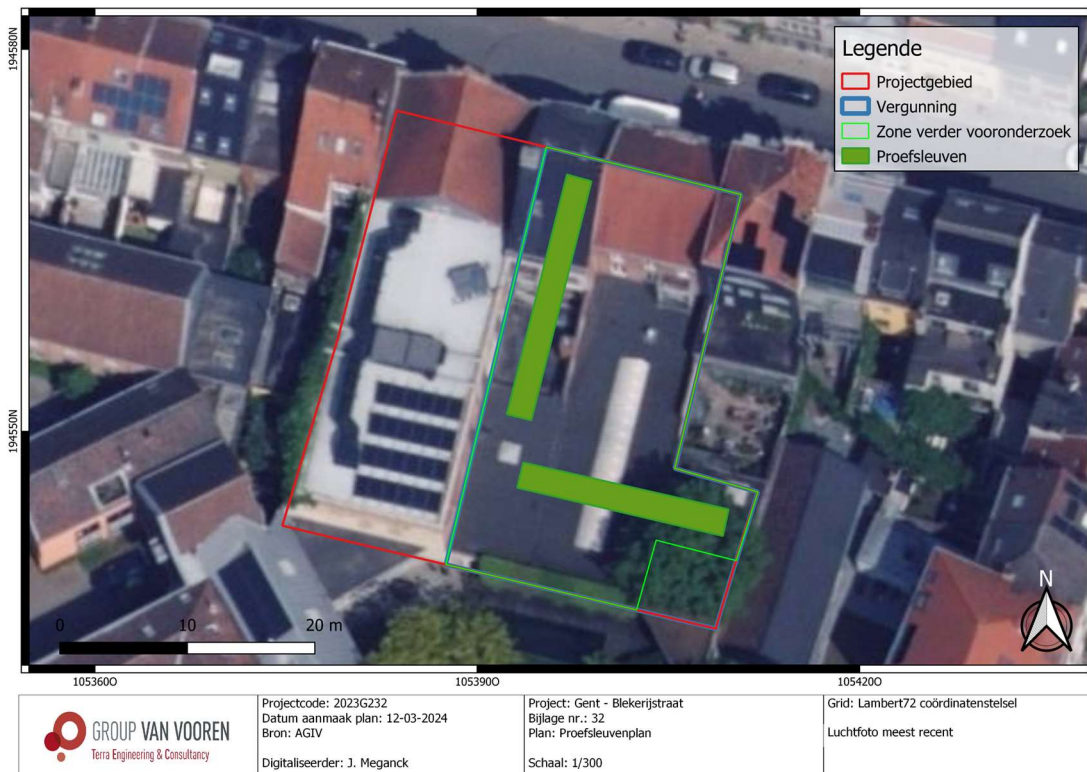 Legende
Projectgebied
Vergunning
Zone verder vooronderzoek
Proefsleuven
194580N
194550N
N
0 10 20 m
105360O 105390O 105420O
GROUP VAN VOOREN
Terra Engineering & Consultancy
Projectcode: 2023G232
Datum aanmaak plan: 12-03-2024
Bron: AGIV
Digitaliseerder: J. Meganck
Project: Gent - Blekerijstraat
Bijlage nr.: 32
Plan: Proefsleuvenplan
Schaal: 1/300
Grid: Lambert72 coördinatenstelsel
Luchtfoto meest recent